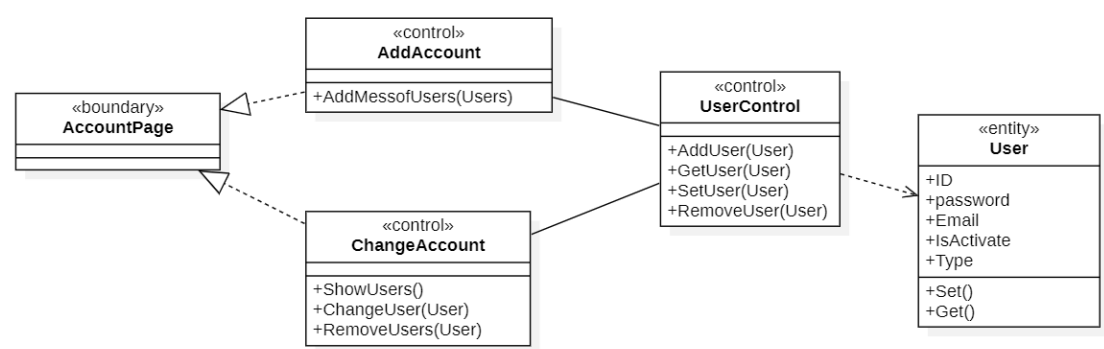 «boundary»
AccountPage
«control»
AddAccount
+AddMessofUsers(Users)
«control»
ChangeAccount
+ShowUsers()
+ChangeUser(User)
+RemoveUsers(User)
«control»
UserControl
+AddUser(User)
+GetUser(User)
+SetUser(User)
+RemoveUser(User)
«entity»
User
+ID
+password
+Email
+IsActivate
+Type
+Set()
+Get()